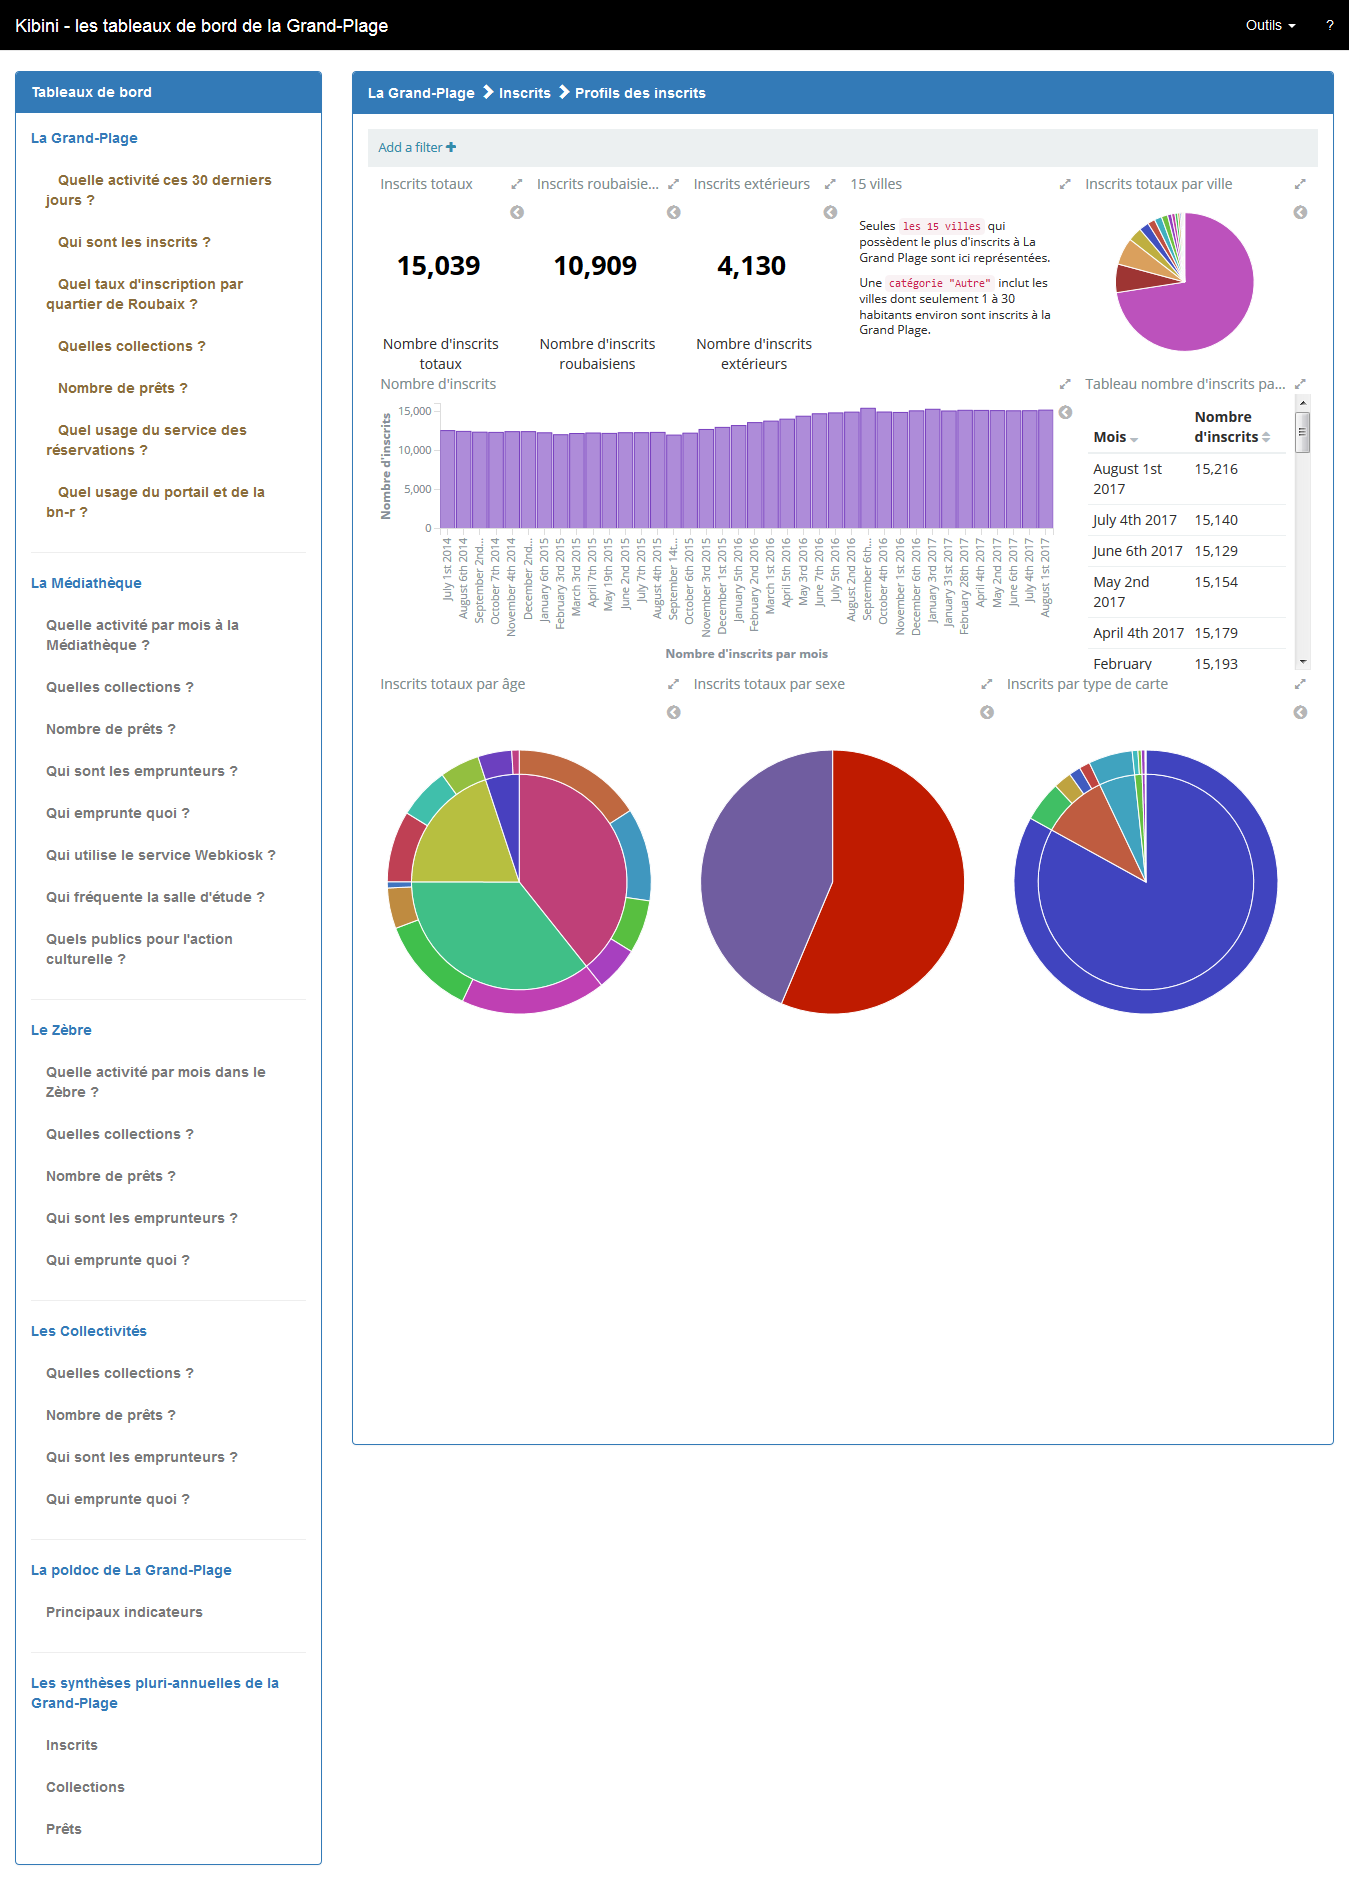 Kibini - les tableaux de bord de la Grand-Plage
Outils
?
Tableaux de bord
La Grand-Plage
Quelle activité ces 30 derniers
jours ?
Qui sont les inscrits ?
Quel taux d'inscription par
quartier de Roubaix ?
Quelles collections ?
Nombre de prêts ?
Quel usage du service des
réservations ?
Quel usage du portail et de la
bn-r ?
La Médiathèque
Quelle activité par mois à la
Médiathèque ?
Quelles collections ?
Nombre de prêts ?
Qui sont les emprunteurs ?
Qui emprunte quoi ?
Qui utilise le service Webkiosk ?
Qui fréquente la salle d'étude ?
Quels publics pour l'action
culturelle ?
Le Zèbre
Quelle activité par mois dans le
Zèbre ?
Quelles collections ?
Nombre de prêts ?
Qui sont les emprunteurs ?
Qui emprunte quoi ?
Les Collectivités
Quelles collections ?
Nombre de prêts ?
Qui sont les emprunteurs ?
Qui emprunte quoi ?
La poldoc de La Grand-Plage
Principaux indicateurs
Les synthèses pluri-annuelles de la
Grand-Plage
Inscrits
Collections
Prêts
La Grand-Plage Inscrits Profils des inscrits
Add a filter
Inscrits totaux
15,039
Nombre d'inscrits
totaux
Inscrits roubaisie...
10,909
Nombre d'inscrits
roubaisiens
Inscrits extérieurs
4,130
Nombre d'inscrits
extérieurs
15 villes
Seules les 15 villes qui
possèdent le plus d'inscrits à La
Grand Plage sont ici représentées.
Une catégorie "Autre" inclut les
villes dont seulement 1 à 30
habitants environ sont inscrits à la
Grand Plage.
Inscrits totaux par ville
Nombre d'inscrits
Nombre d'inscrits
15,000
10,000
5,000
0
July 1st 2014
August 6th 2014
September 2nd...
October 7th 2014
November 4th 2014
December 2nd...
January 6th 2015
February 3rd 2015
March 3rd 2015
April 7th 2015
May 19th 2015
June 2nd 2015
July 7th 2015
August 4th 2015
September 14t...
October 6th 2015
November 3rd 2015
December 1st 2015
January 5th 2016
February 2nd 2016
March 1st 2016
April 5th 2016
May 3rd 2016
June 7th 2016
July 5th 2016
August 2nd 2016
September 6th...
October 4th 2016
November 1st 2016
December 6th 2016
January 3rd 2017
January 31st 2017
February 28th 2017
April 4th 2017
May 2nd 2017
June 6th 2017
July 4th 2017
August 1st 2017
Nombre d'inscrits par mois
Tableau nombre d'inscrits pa...
Mois
Nombre
d'inscrits
August 1st
2017
15,216
July 4th 2017 15,140
June 6th 2017 15,129
May 2nd
2017
15,154
April 4th 2017 15,179
February 15,193
Inscrits totaux par âge
Inscrits totaux par sexe
Inscrits par type de carte